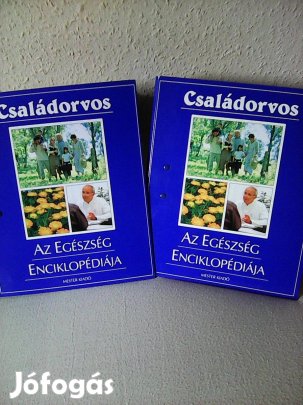 Családorvos
AZ EGÉSZSÉG
ENCIKLOPÉDIÁJA
MESTER KIADÓ
Családorvos
AZ EGÉSZSÉG
ENCIKLOPÉDIÁJA
MESTER KIADÓ
Jófogás